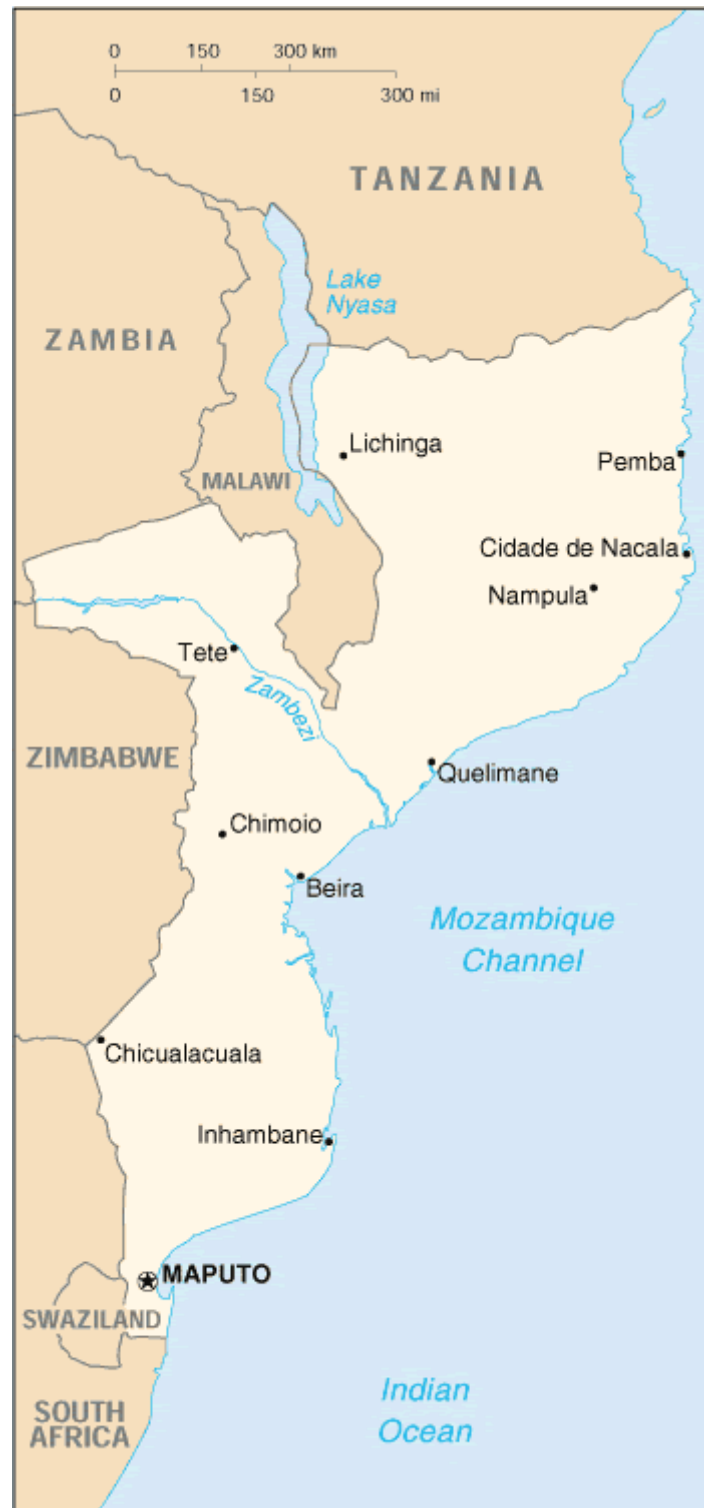 0 150 300 km
0 150 300 mi
TANZANIA
Lake
Nyasa
ZAMBIA
Lichinga
Pemba
MALAWI
Cidade de Nacala
Nampula
Tete
Zambezi
ZIMBABWE
Quelimane
Chimoio
Beira
Mozambique
Channel
Chicualacuala
Inhambane
MAPUTO
SWAZILAND
Indian
Ocean
SOUTH
AFRICA